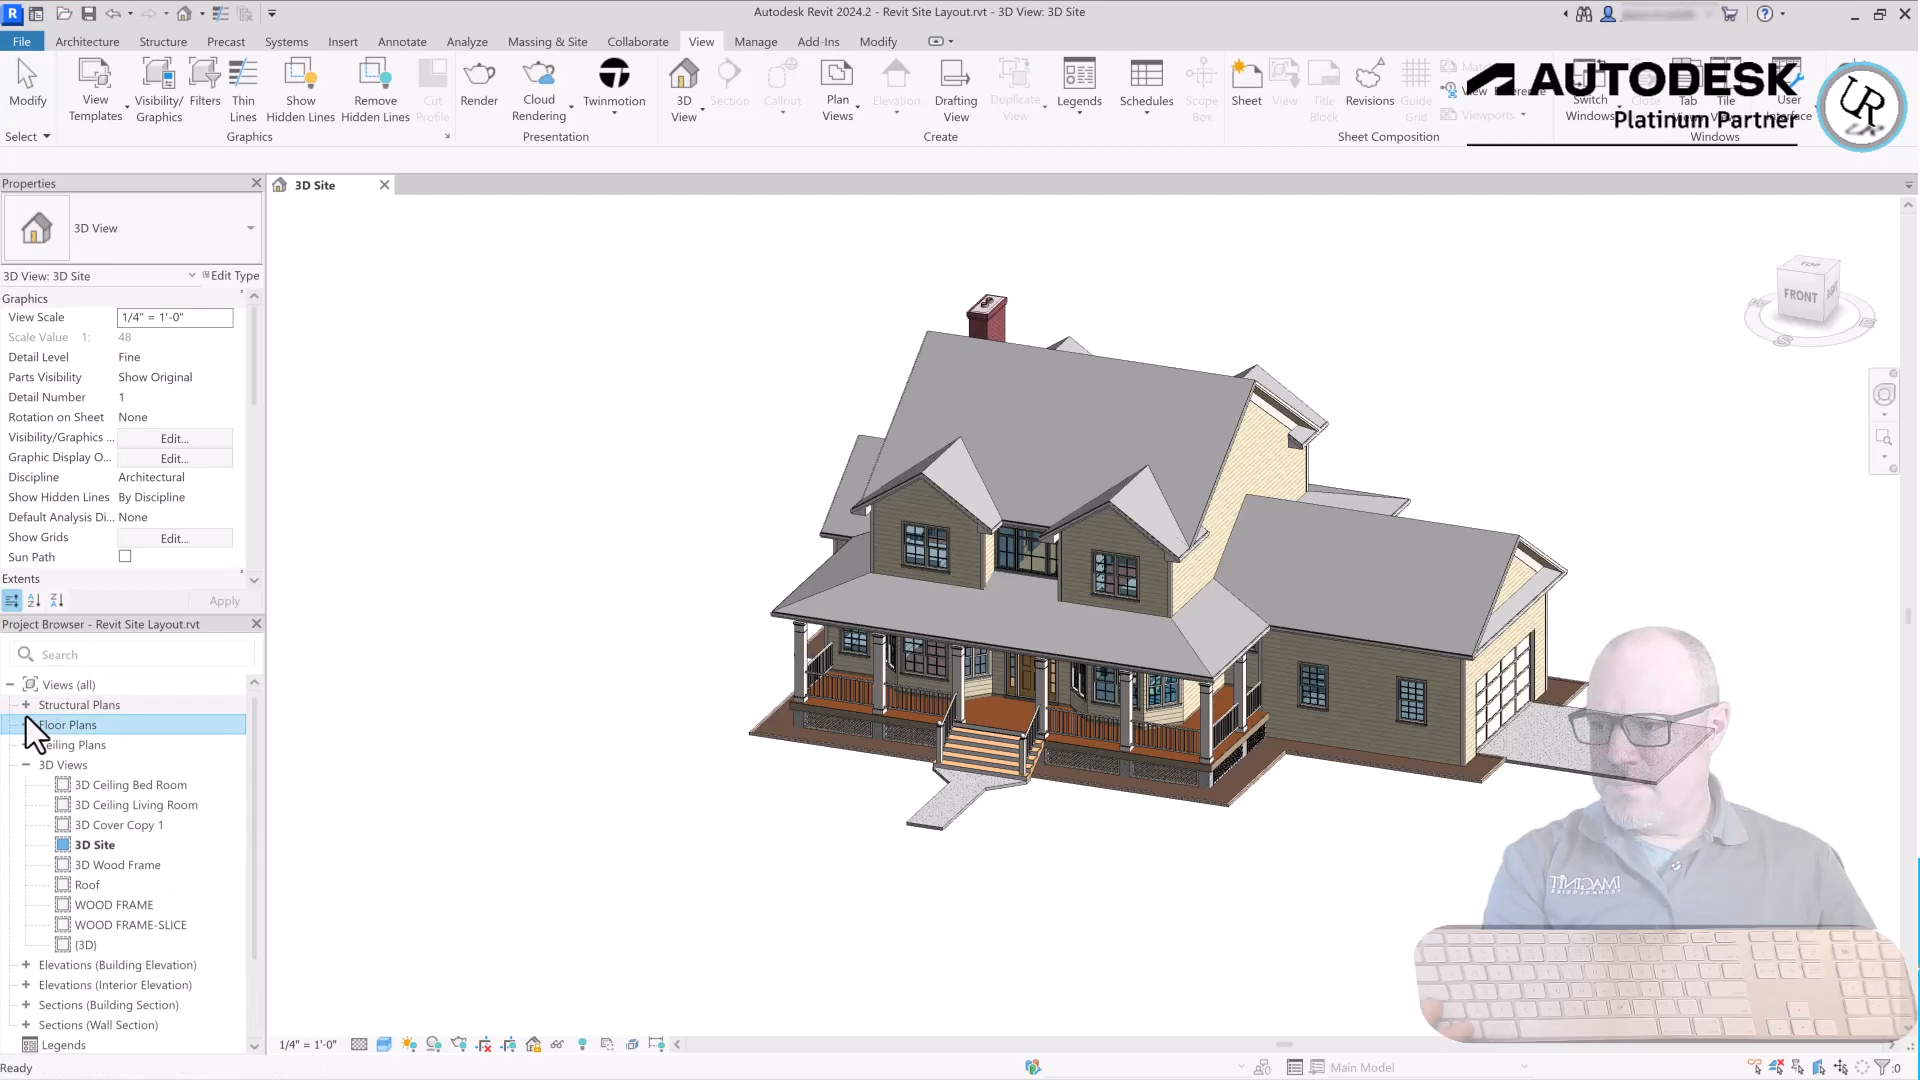 Autodesk Revit 2024.2 - Revit Site Layout.rvt - 3D View: 3D Site
File Architecture Structure Precast Systems Insert Annotate Analyze Massing & Site Collaborate View Manage Add-Ins Modify
Modify
View Templates
Visibility/ Graphics
Filters
Thin Lines
Show Hidden Lines
Remove Hidden Lines
Cut Profile
Render
Cloud Rendering
Twinmotion
3D View
Section
Callout
Plan Views
Elevation
Drafting View
Duplicate View
Legends
Schedules
Scope Box
Sheet
View
Title Block
Revisions
Guide Grid
Viewports
Switch Windows
Tab Views
Tile Views
User Interface
AUTODESK
Platinum Partner
UR
Select Graphics Presentation Create Sheet Composition Windows
Properties
3D Site
3D View
3D View: 3D Site Edit Type
Graphics
View Scale 1/4" = 1'-0"
Scale Value 1: 48
Detail Level Fine
Parts Visibility Show Original
Detail Number 1
Rotation on Sheet None
Visibility/Graphics ... Edit...
Graphic Display O... Edit...
Discipline Architectural
Show Hidden Lines By Discipline
Default Analysis Di... None
Show Grids Edit...
Sun Path
Extents
Apply
Project Browser - Revit Site Layout.rvt
Search
Views (all)
Structural Plans
Floor Plans
eiling Plans
3D Views
3D Ceiling Bed Room
3D Ceiling Living Room
3D Cover Copy 1
3D Site
3D Wood Frame
Roof
WOOD FRAME
WOOD FRAME-SLICE
{3D}
Elevations (Building Elevation)
Elevations (Interior Elevation)
Sections (Building Section)
Sections (Wall Section)
Legends
TOP
FRONT
IMAGINiT
1/4" = 1'-0"
Ready
Main Model
:0